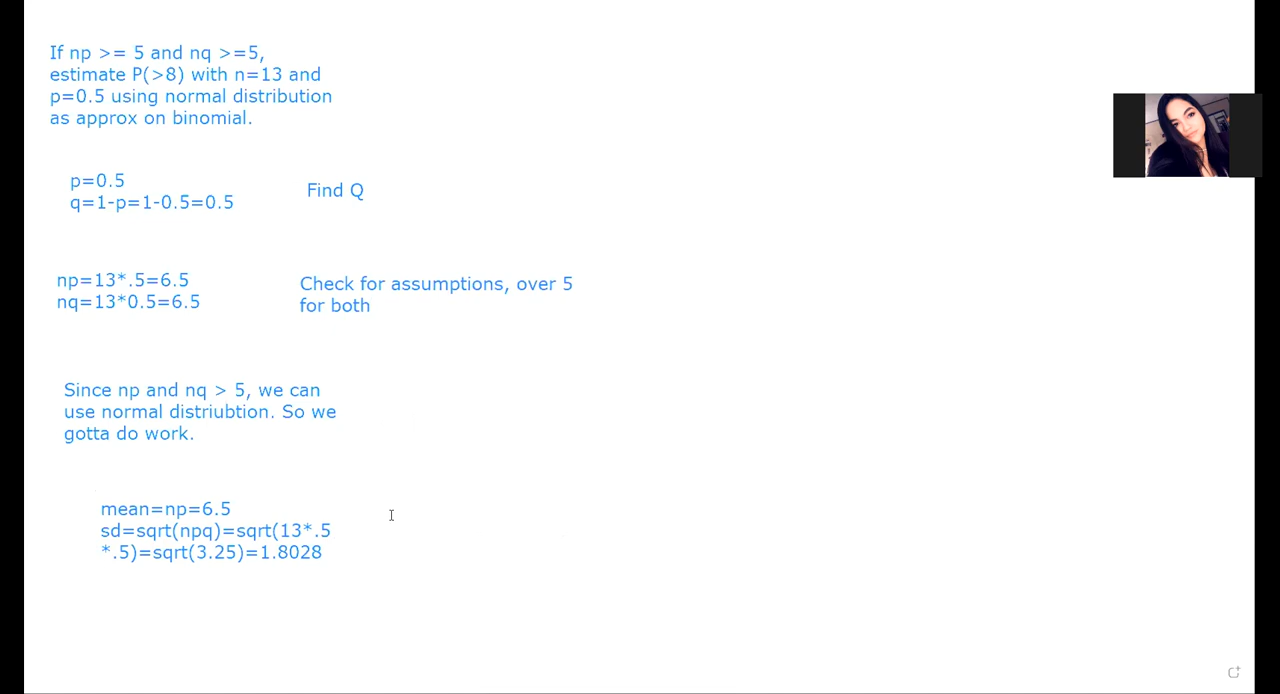 If np >= 5 and nq >=5,
estimate P(>8) with n=13 and
p=0.5 using normal distribution
as approx on binomial.
p=0.5
q=1-p=1-0.5=0.5
Find Q
np=13*.5=6.5
nq=13*0.5=6.5
Check for assumptions, over 5
for both
Since np and nq > 5, we can
use normal distriubtion. So we
gotta do work.
mean=np=6.5
sd=sqrt(npq)=sqrt(13*.5
*.5)=sqrt(3.25)=1.8028